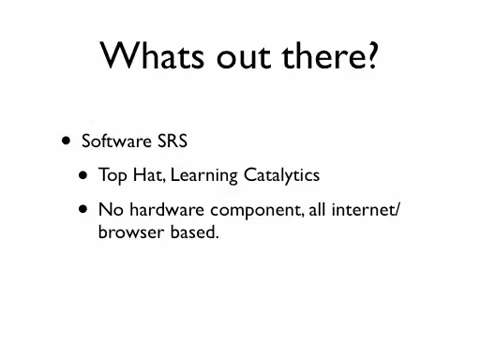 Whats out there?
• Software SRS
• Top Hat, Learning Catalytics
• No hardware component, all internet/
browser based.